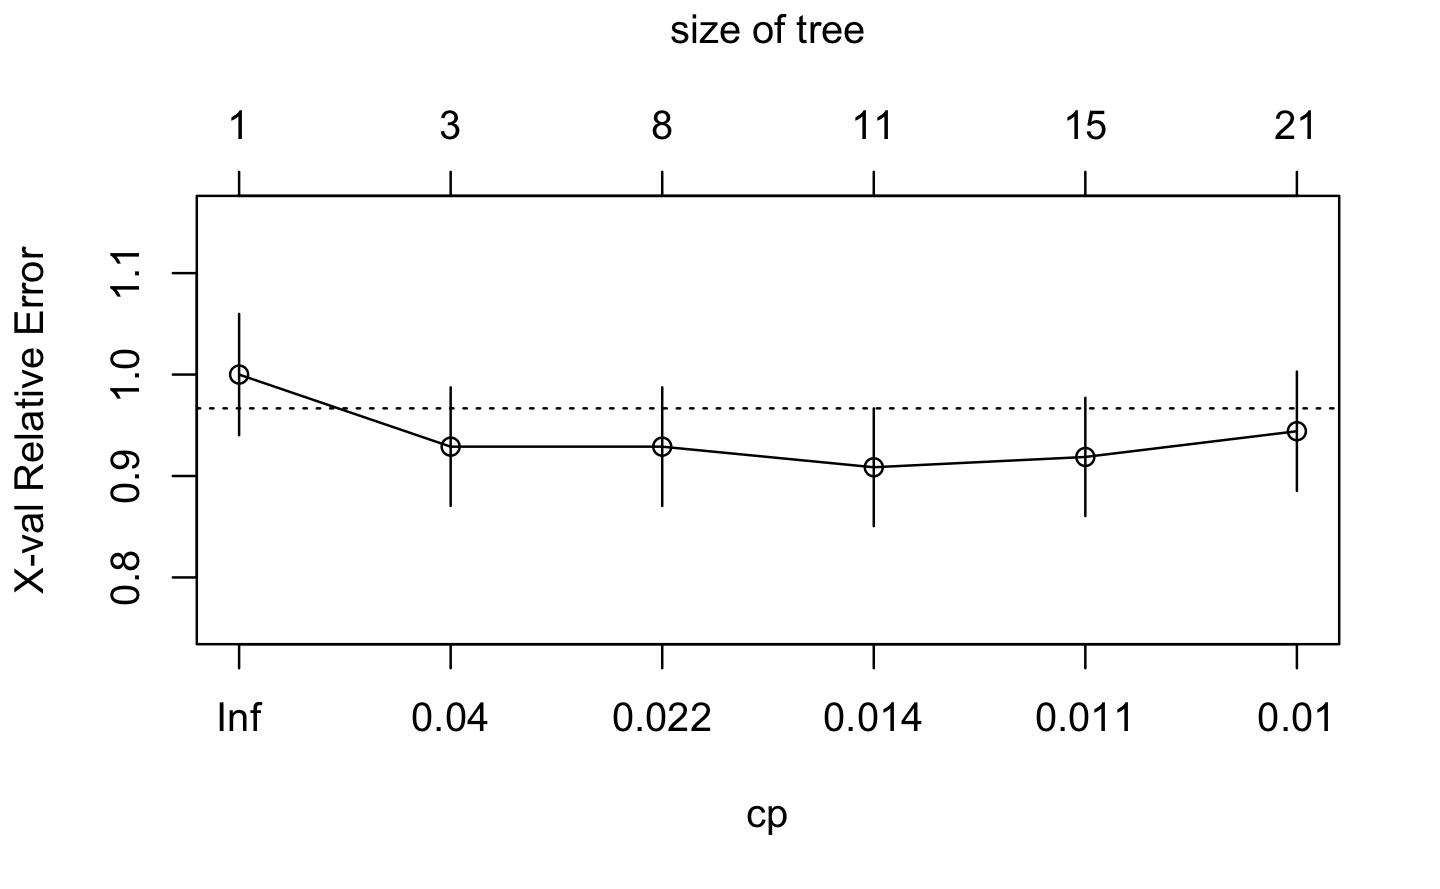 size of tree
1 3 8 11 15 21
X-val Relative Error
1.1
1.0
0.9
0.8
Inf 0.04 0.022 0.014 0.011 0.01
cp